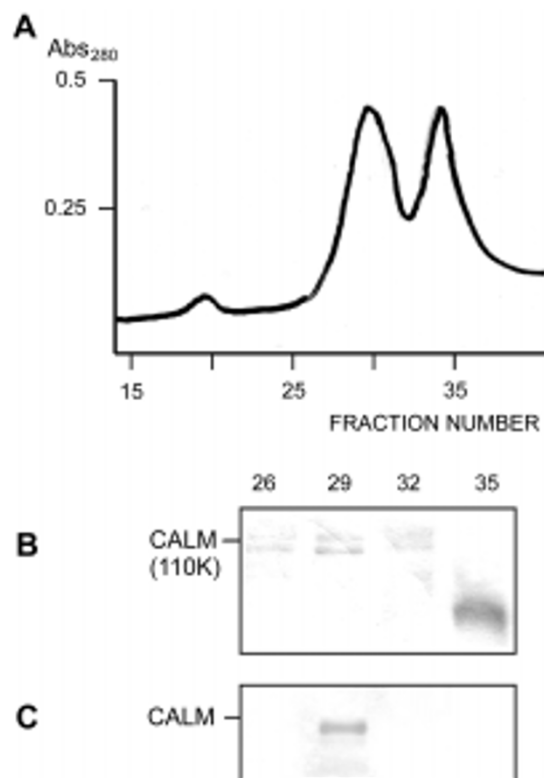 A
Abs280
0.5
0.25
15 25 35
FRACTION NUMBER
26 29 32 35
B
CALM
(110K)
C
CALM